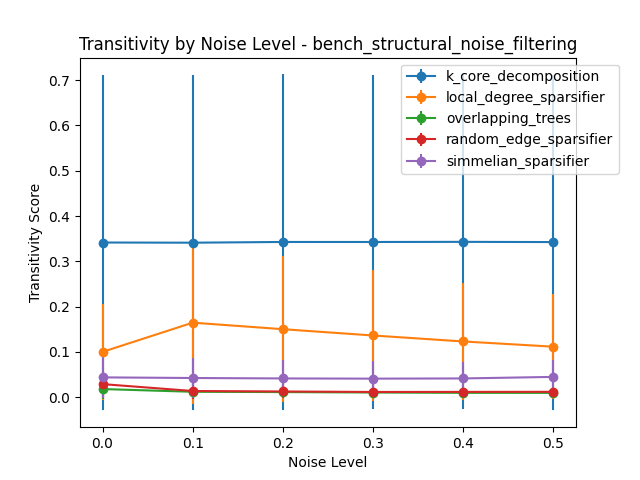 Transitivity by Noise Level - bench_structural_noise_filtering
k_core_decomposition
local_degree_sparsifier
overlapping_trees
random_edge_sparsifier
simmelian_sparsifier
Transitivity Score
0.7
0.6
0.5
0.4
0.3
0.2
0.1
0.0
0.0 0.1 0.2 0.3 0.4 0.5
Noise Level